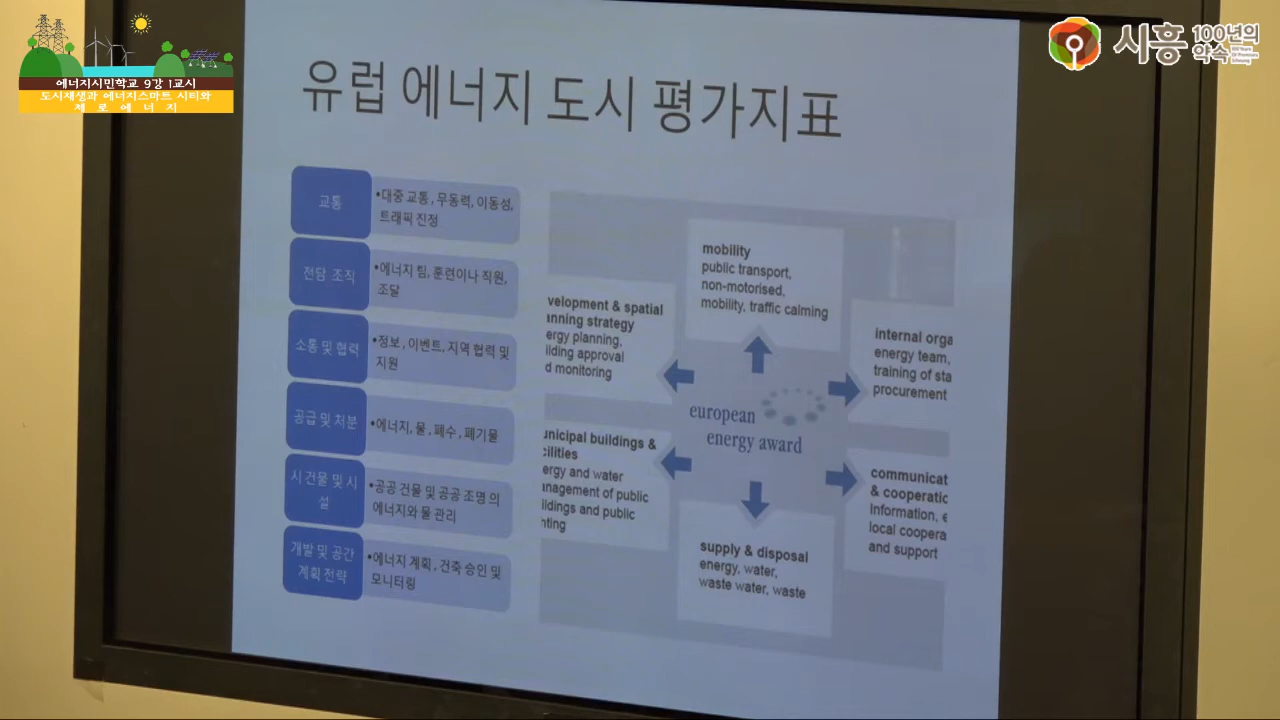 에너지시민학교 9강 1교시
도시재생과 에너지스마트 시티와
제 로 에 너 지
시흥 100년의
약속
유럽 에너지 도시 평가지표
교통
•대중 교통, 무동력, 이동성,
트래픽 진정
전담 조직
•에너지 팀, 훈련이나 직원,
조달
소통 및 협력
•정보, 이벤트, 지역 협력 및
지원
공급 및 처분
•에너지, 물, 폐수, 폐기물
시 건물 및 시
설
•공공 건물 및 공공 조명 의
에너지와 물 관리
개발 및 공간
계획 전략
•에너지 계획, 건축 승인 및
모니터링
mobility
public transport,
non-motorised,
mobility, traffic calming
velopment & spatial
nning strategy
ergy planning,
ilding approval
d monitoring
internal orga
energy team,
training of sta
procurement
european
energy award
unicipal buildings &
cilities
ergy and water
anagement of public
ildings and public
hting
communicat
& cooperatio
Information, e
local coopera
and support
supply & disposal
energy, water,
waste water, waste